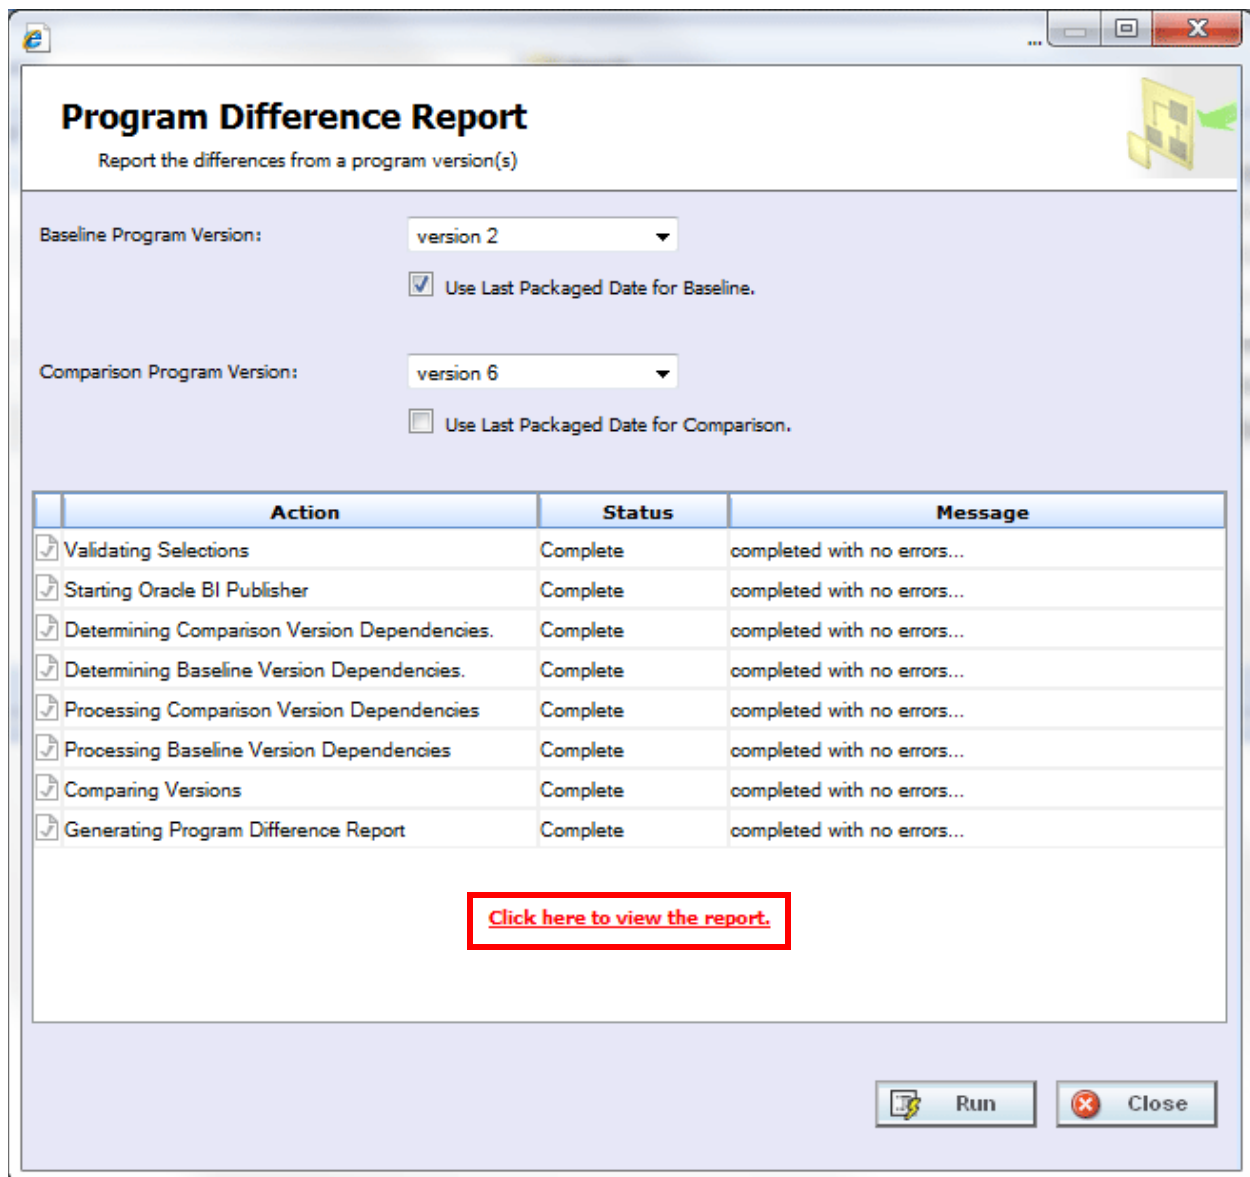 ...
Program Difference Report
Report the differences from a program version(s)
Baseline Program Version: version 2
Use Last Packaged Date for Baseline.
Comparison Program Version: version 6
Use Last Packaged Date for Comparison.
Action Status Message
Validating Selections Complete completed with no errors...
Starting Oracle BI Publisher Complete completed with no errors...
Determining Comparison Version Dependencies. Complete completed with no errors...
Determining Baseline Version Dependencies. Complete completed with no errors...
Processing Comparison Version Dependencies Complete completed with no errors...
Processing Baseline Version Dependencies Complete completed with no errors...
Comparing Versions Complete completed with no errors...
Generating Program Difference Report Complete completed with no errors...
Click here to view the report.
Run Close